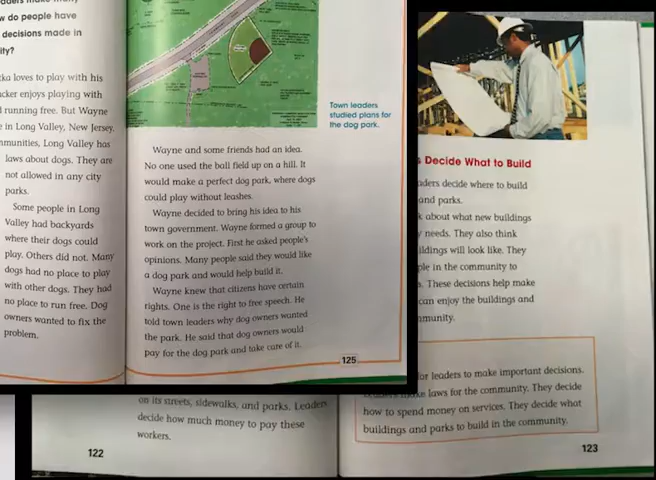 w do people have
decisions made in
ity?
ka loves to play with his
cker enjoys playing with
running free. But Wayne
in Long Valley, New Jersey.
mmunities, Long Valley has
laws about dogs. They are
not allowed in any city
parks.
Some people in Long
Valley had backyards
where their dogs could
play. Others did not. Many
dogs had no place to play
with other dogs. They had
no place to run free. Dog
owners wanted to fix the
problem.
Town leaders
studied plans for
the dog park.
Wayne and some friends had an idea.
No one used the ball field up on a hill. It
would make a perfect dog park, where dogs
could play without leashes.
Wayne decided to bring his idea to his
town government. Wayne formed a group to
work on the project. First he asked people's
opinions. Many people said they would like
a dog park and would help build it.
Wayne knew that citizens have certain
rights. One is the right to free speech. He
told town leaders why dog owners wanted
the park. He said that dog owners would
pay for the dog park and take care of it.
125
s Decide What to Build
aders decide where to build
and parks.
k about what new buildings
y needs. They also think
ildings will look like. They
ple in the community to
. These decisions help make
can enjoy the buildings and
munity.
for leaders to make important decisions.
laws for the community. They decide
how to spend money on services. They decide what
buildings and parks to build in the community.
123
on its streets, sidewalks, and parks. Leaders
decide how much money to pay these
workers.
122